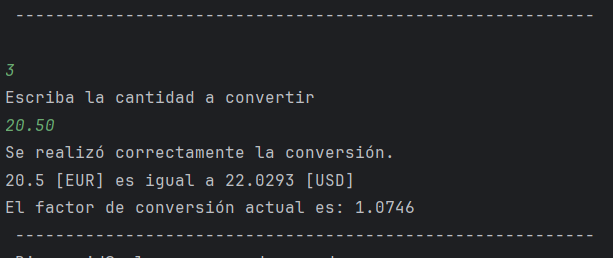 ------------------------------------------------------------
3
Escriba la cantidad a convertir
20.50
Se realizó correctamente la conversión.
20.5 [EUR] es igual a 22.0293 [USD]
El factor de conversión actual es: 1.0746
------------------------------------------------------------